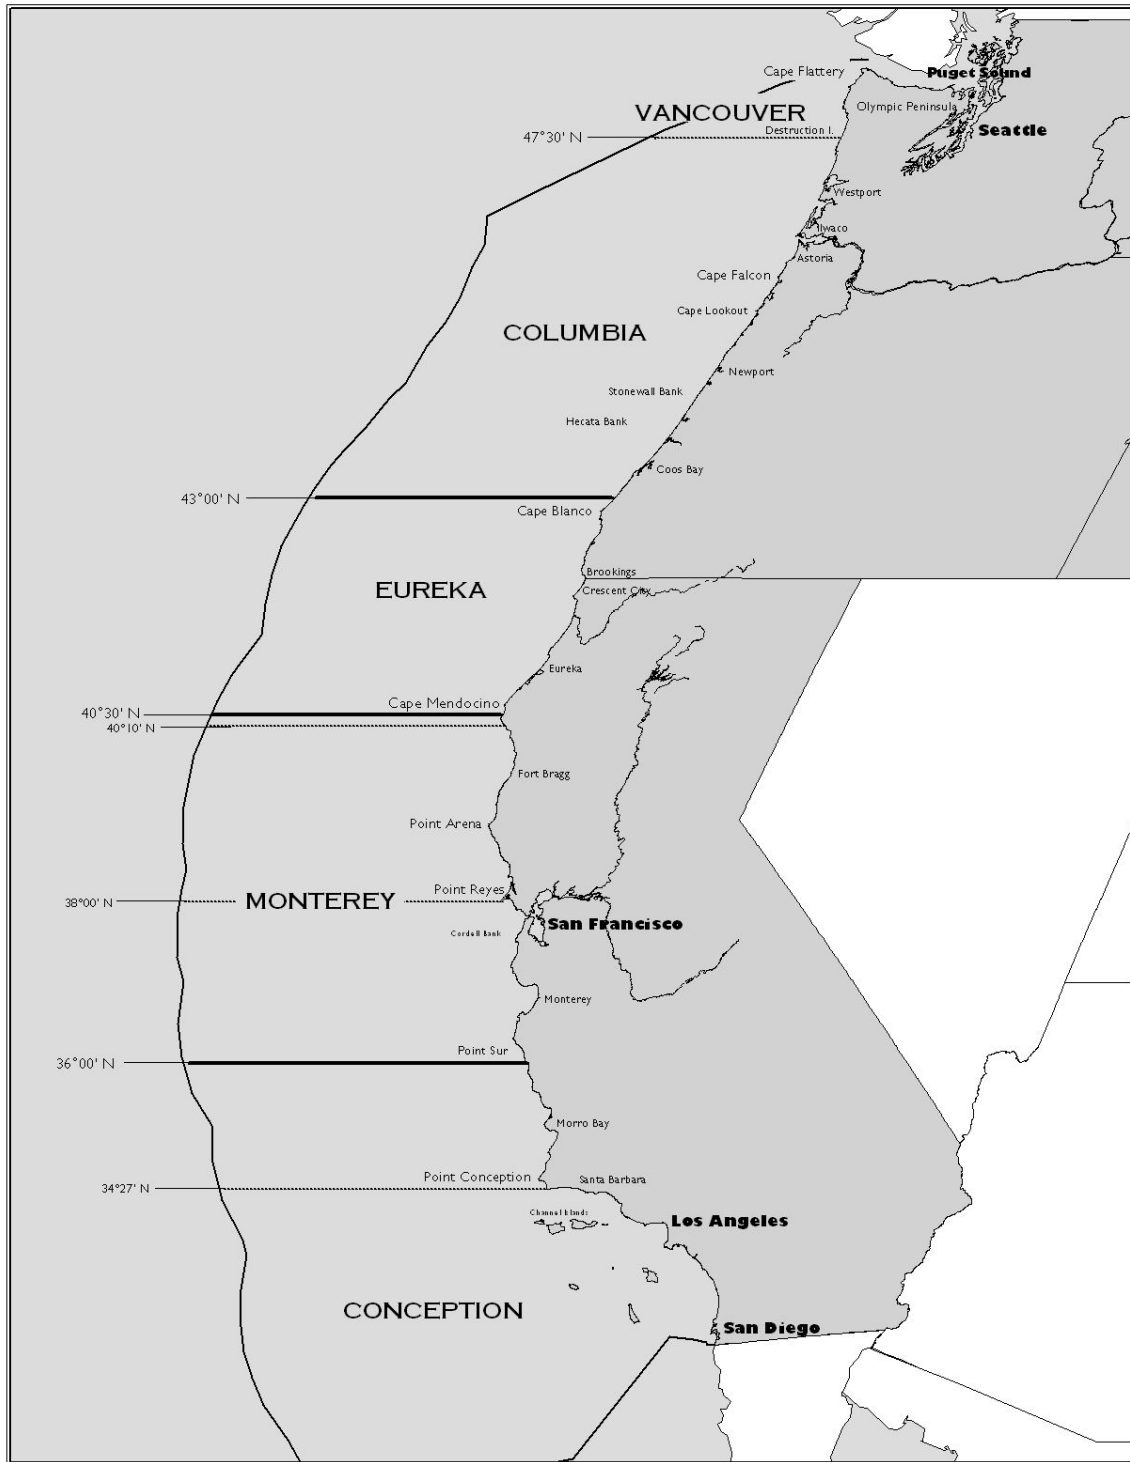 Cape Flattery
Puget Sound
VANCOUVER
Olympic Peninsula
47°30' N
Destruction I.
Seattle
Westport
Ilwaco
Astoria
Cape Falcon
Cape Lookout
COLUMBIA
Newport
Stonewall Bank
Hecata Bank
Coos Bay
43°00' N
Cape Blanco
Brookings
EUREKA
Crescent City
Eureka
Cape Mendocino
40°30' N
40°10' N
Fort Bragg
Point Arena
Point Reyes
38°00' N
MONTEREY
San Francisco
Cordell Bank
Monterey
Point Sur
36°00' N
Morro Bay
Point Conception
Santa Barbara
34°27' N
Channel Islands
Los Angeles
CONCEPTION
San Diego